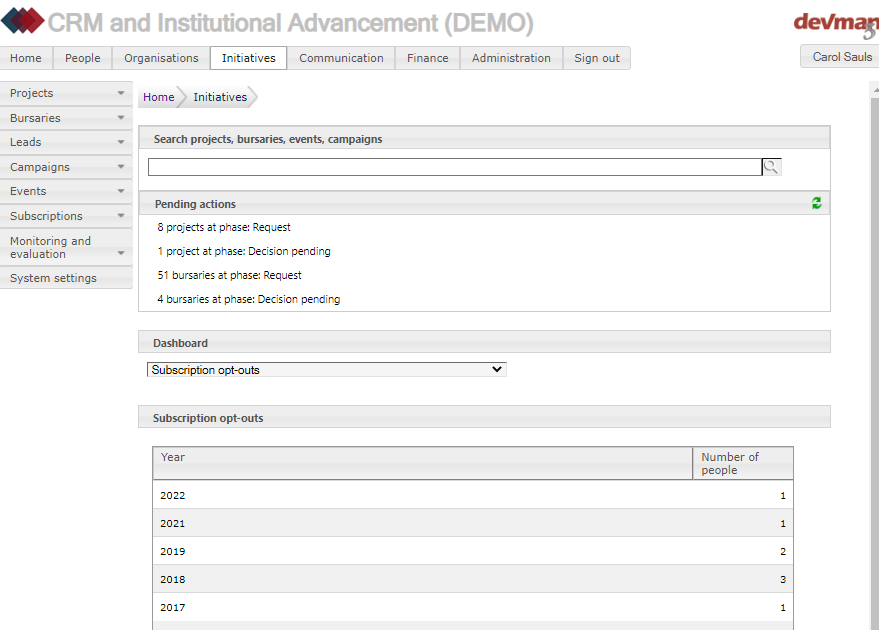 CRM and Institutional Advancement (DEMO)
deVman
3
Home People Organisations Initiatives Communication Finance Administration Sign out
Carol Sauls
Projects
Bursaries
Leads
Campaigns
Events
Subscriptions
Monitoring and
evaluation
System settings
Home Initiatives
Search projects, bursaries, events, campaigns
Pending actions
8 projects at phase: Request
1 project at phase: Decision pending
51 bursaries at phase: Request
4 bursaries at phase: Decision pending
Dashboard
Subscription opt-outs
Subscription opt-outs
Year Number of
people
2022 1
2021 1
2019 2
2018 3
2017 1